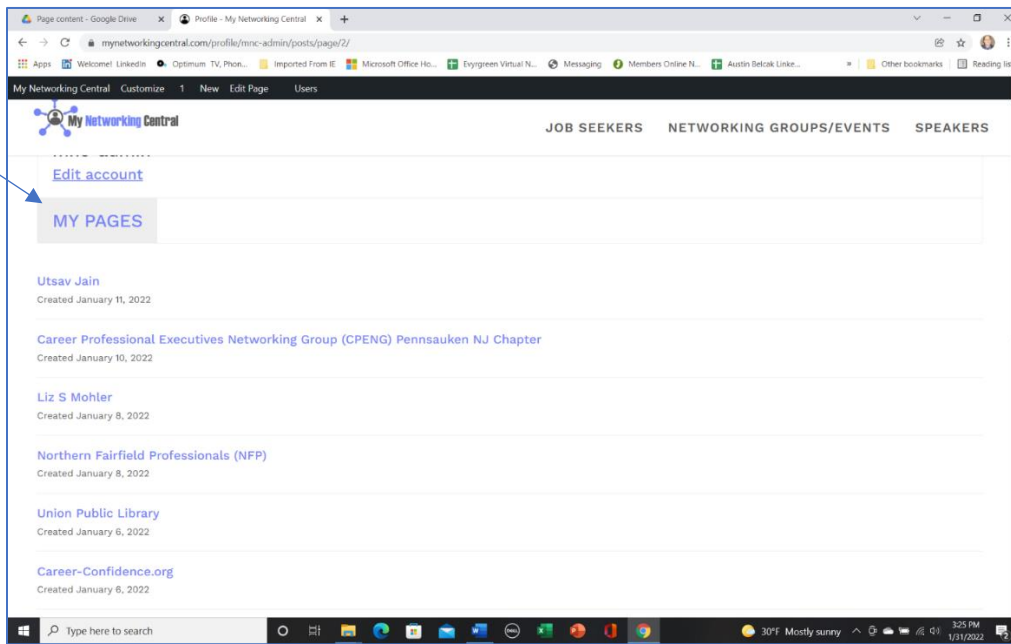 Page content - Google Drive
Profile - My Networking Central
mynetworkingcentral.com/profile/mnc-admin/posts/page/2/
Apps Welcome! LinkedIn Optimum TV, Phon... Imported From IE Microsoft Office Ho... Evyrgreen Virtual N... Messaging Members Online N... Austin Belcak Linke... » Other bookmarks Reading lis
My Networking Central Customize 1 New Edit Page Users
My Networking Central
JOB SEEKERS NETWORKING GROUPS/EVENTS SPEAKERS
mnc-admin
Edit account
MY PAGES
Utsav Jain
Created January 11, 2022
Career Professional Executives Networking Group (CPENG) Pennsauken NJ Chapter
Created January 10, 2022
Liz S Mohler
Created January 8, 2022
Northern Fairfield Professionals (NFP)
Created January 8, 2022
Union Public Library
Created January 6, 2022
Career-Confidence.org
Created January 6, 2022
Type here to search
DELL
30°F Mostly sunny
3:25 PM
1/31/2022
2